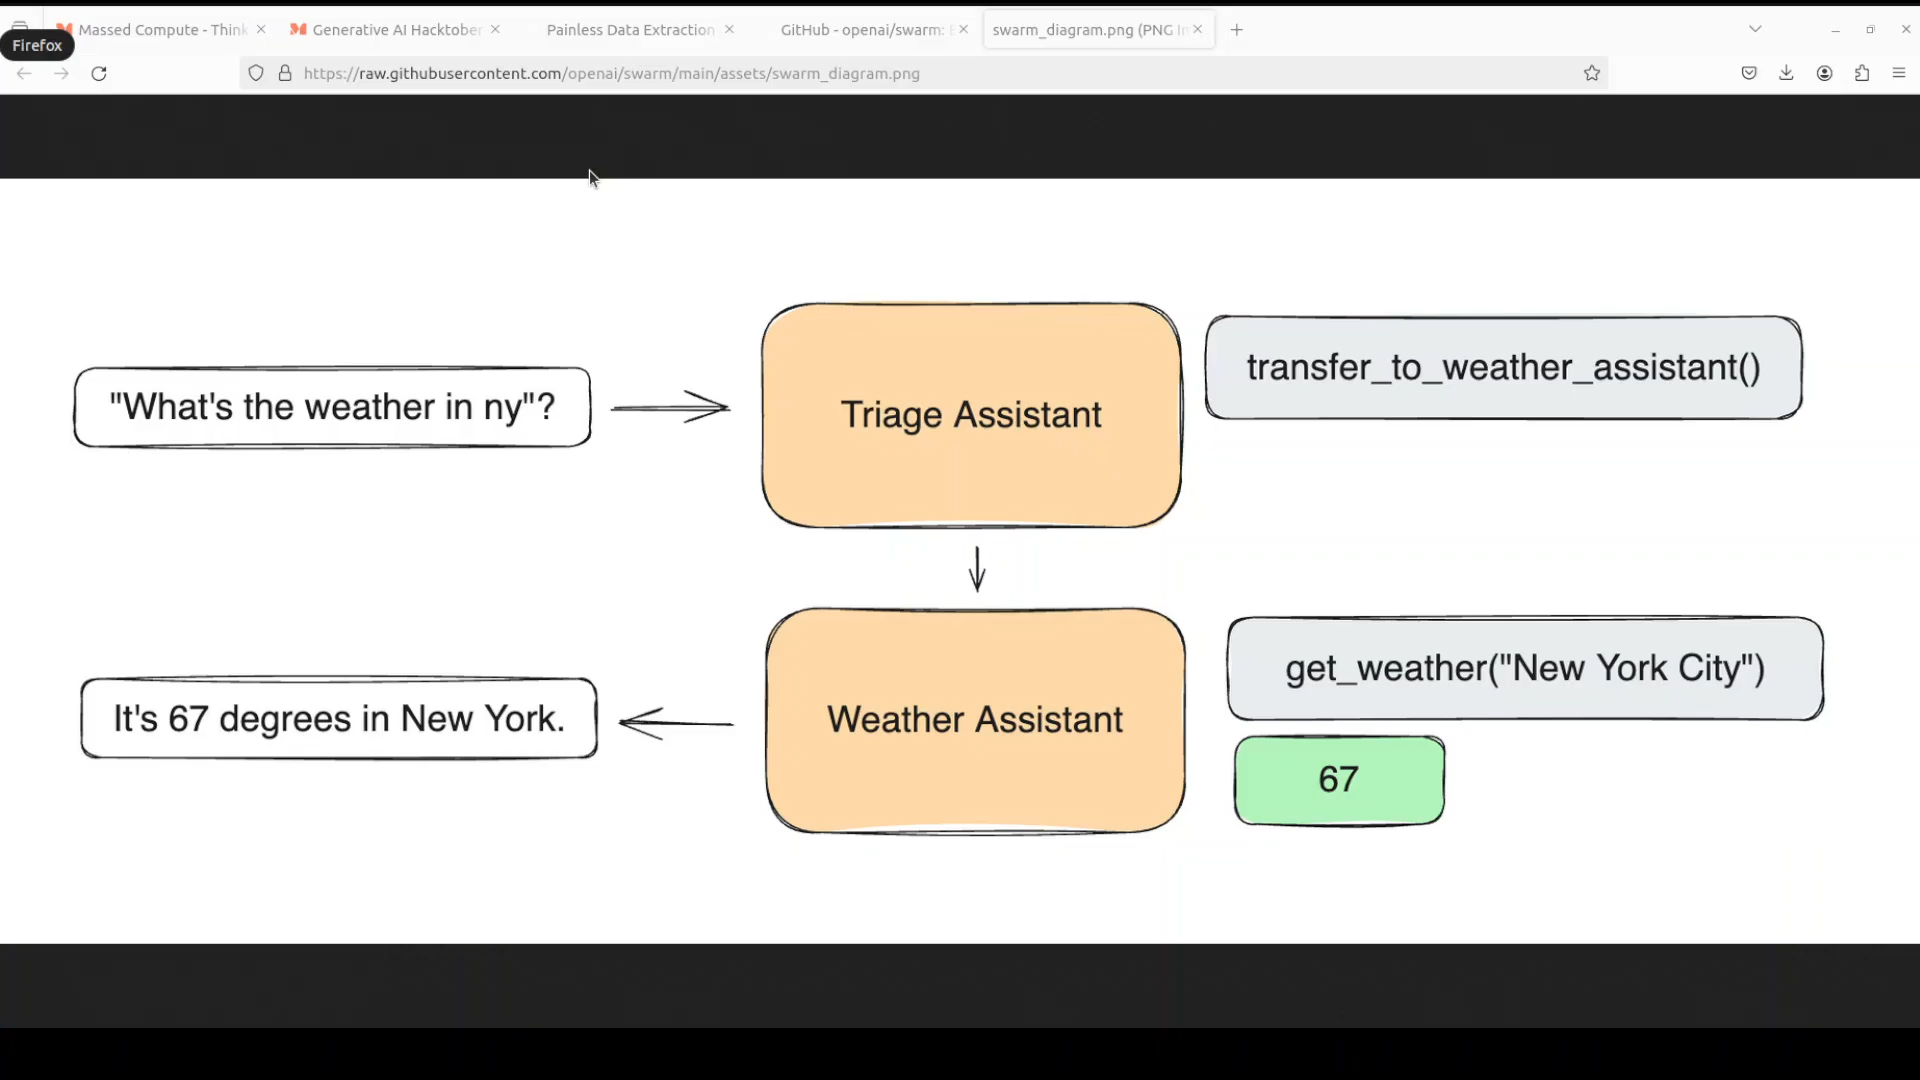 Massed Compute - Think
Generative AI Hacktober
Painless Data Extraction
GitHub - openai/swarm: E
swarm_diagram.png (PNG Im
Firefox
https://raw.githubusercontent.com/openai/swarm/main/assets/swarm_diagram.png
"What's the weather in ny"?
Triage Assistant
transfer_to_weather_assistant()
It's 67 degrees in New York.
Weather Assistant
get_weather("New York City")
67